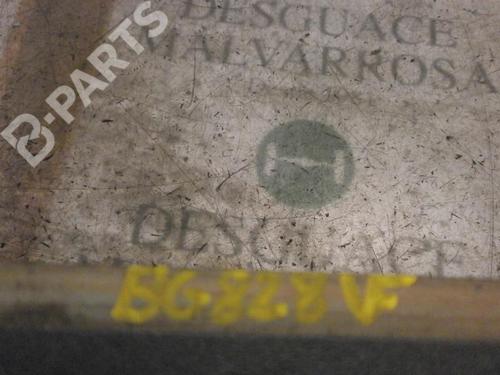 DESGUACE
MALVARROSA
B-PARTS
DESGUACE
BG828VF